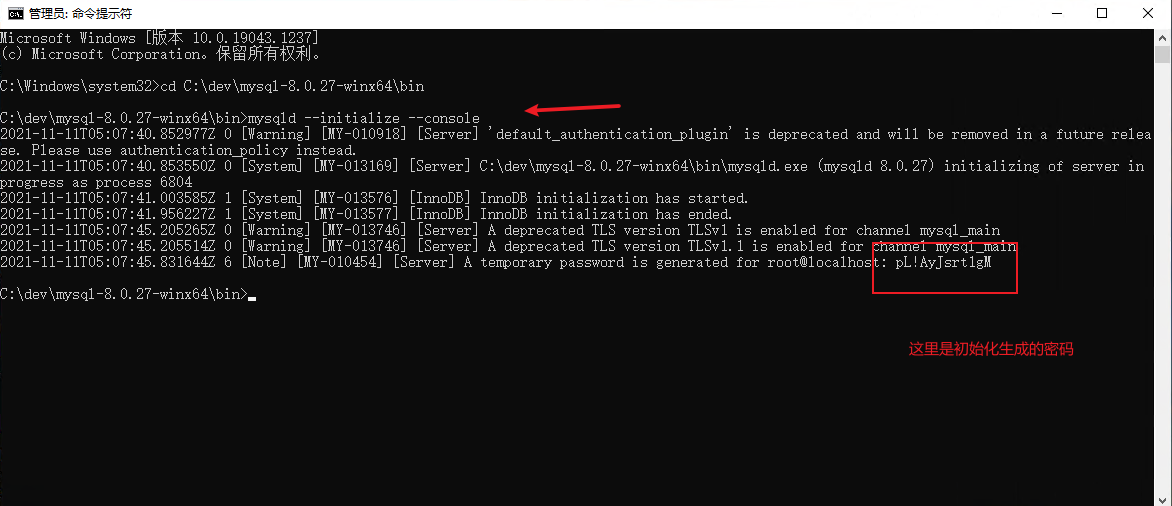 管理员: 命令提示符
Microsoft Windows [版本 10.0.19043.1237]
(c) Microsoft Corporation。保留所有权利。
C:\Windows\system32>cd C:\dev\mysql-8.0.27-winx64\bin
C:\dev\mysql-8.0.27-winx64\bin>mysqld --initialize --console
2021-11-11T05:07:40.852977Z 0 [Warning] [MY-010918] [Server] 'default_authentication_plugin' is deprecated and will be removed in a future relea
se. Please use authentication_policy instead.
2021-11-11T05:07:40.853550Z 0 [System] [MY-013169] [Server] C:\dev\mysql-8.0.27-winx64\bin\mysqld.exe (mysqld 8.0.27) initializing of server in
progress as process 6804
2021-11-11T05:07:41.003585Z 1 [System] [MY-013576] [InnoDB] InnoDB initialization has started.
2021-11-11T05:07:41.956227Z 1 [System] [MY-013577] [InnoDB] InnoDB initialization has ended.
2021-11-11T05:07:45.205265Z 0 [Warning] [MY-013746] [Server] A deprecated TLS version TLSv1 is enabled for channel mysql_main
2021-11-11T05:07:45.205514Z 0 [Warning] [MY-013746] [Server] A deprecated TLS version TLSv1.1 is enabled for channel mysql_main
2021-11-11T05:07:45.831644Z 6 [Note] [MY-010454] [Server] A temporary password is generated for root@localhost: pL!AyJsrt1gM
C:\dev\mysql-8.0.27-winx64\bin>
这里是初始化生成的密码